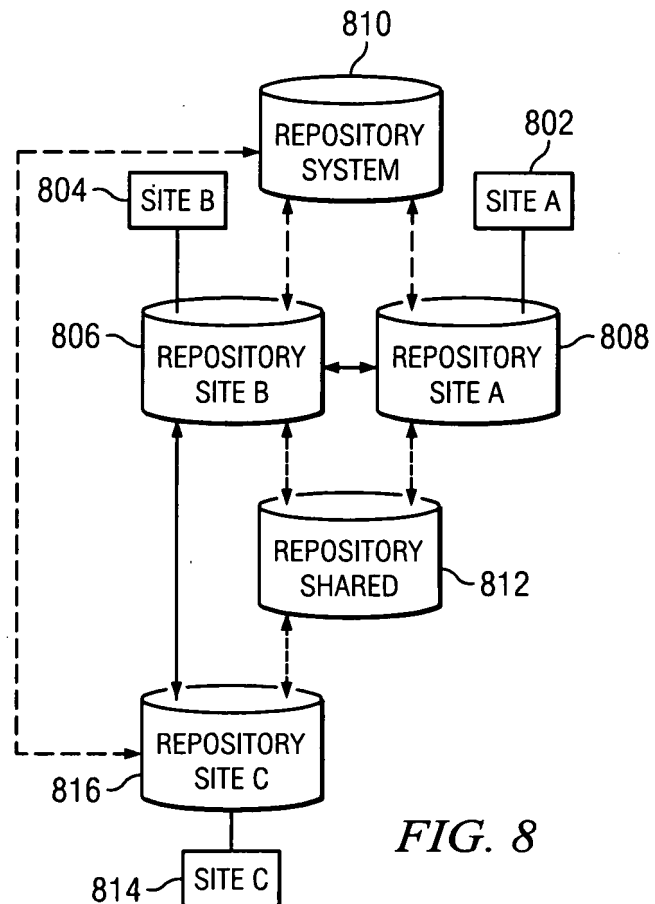 810
REPOSITORY
SYSTEM
802
804
SITE B
SITE A
806
REPOSITORY
SITE B
REPOSITORY
SITE A
808
REPOSITORY
SHARED
812
REPOSITORY
SITE C
816
FIG. 8
814
SITE C